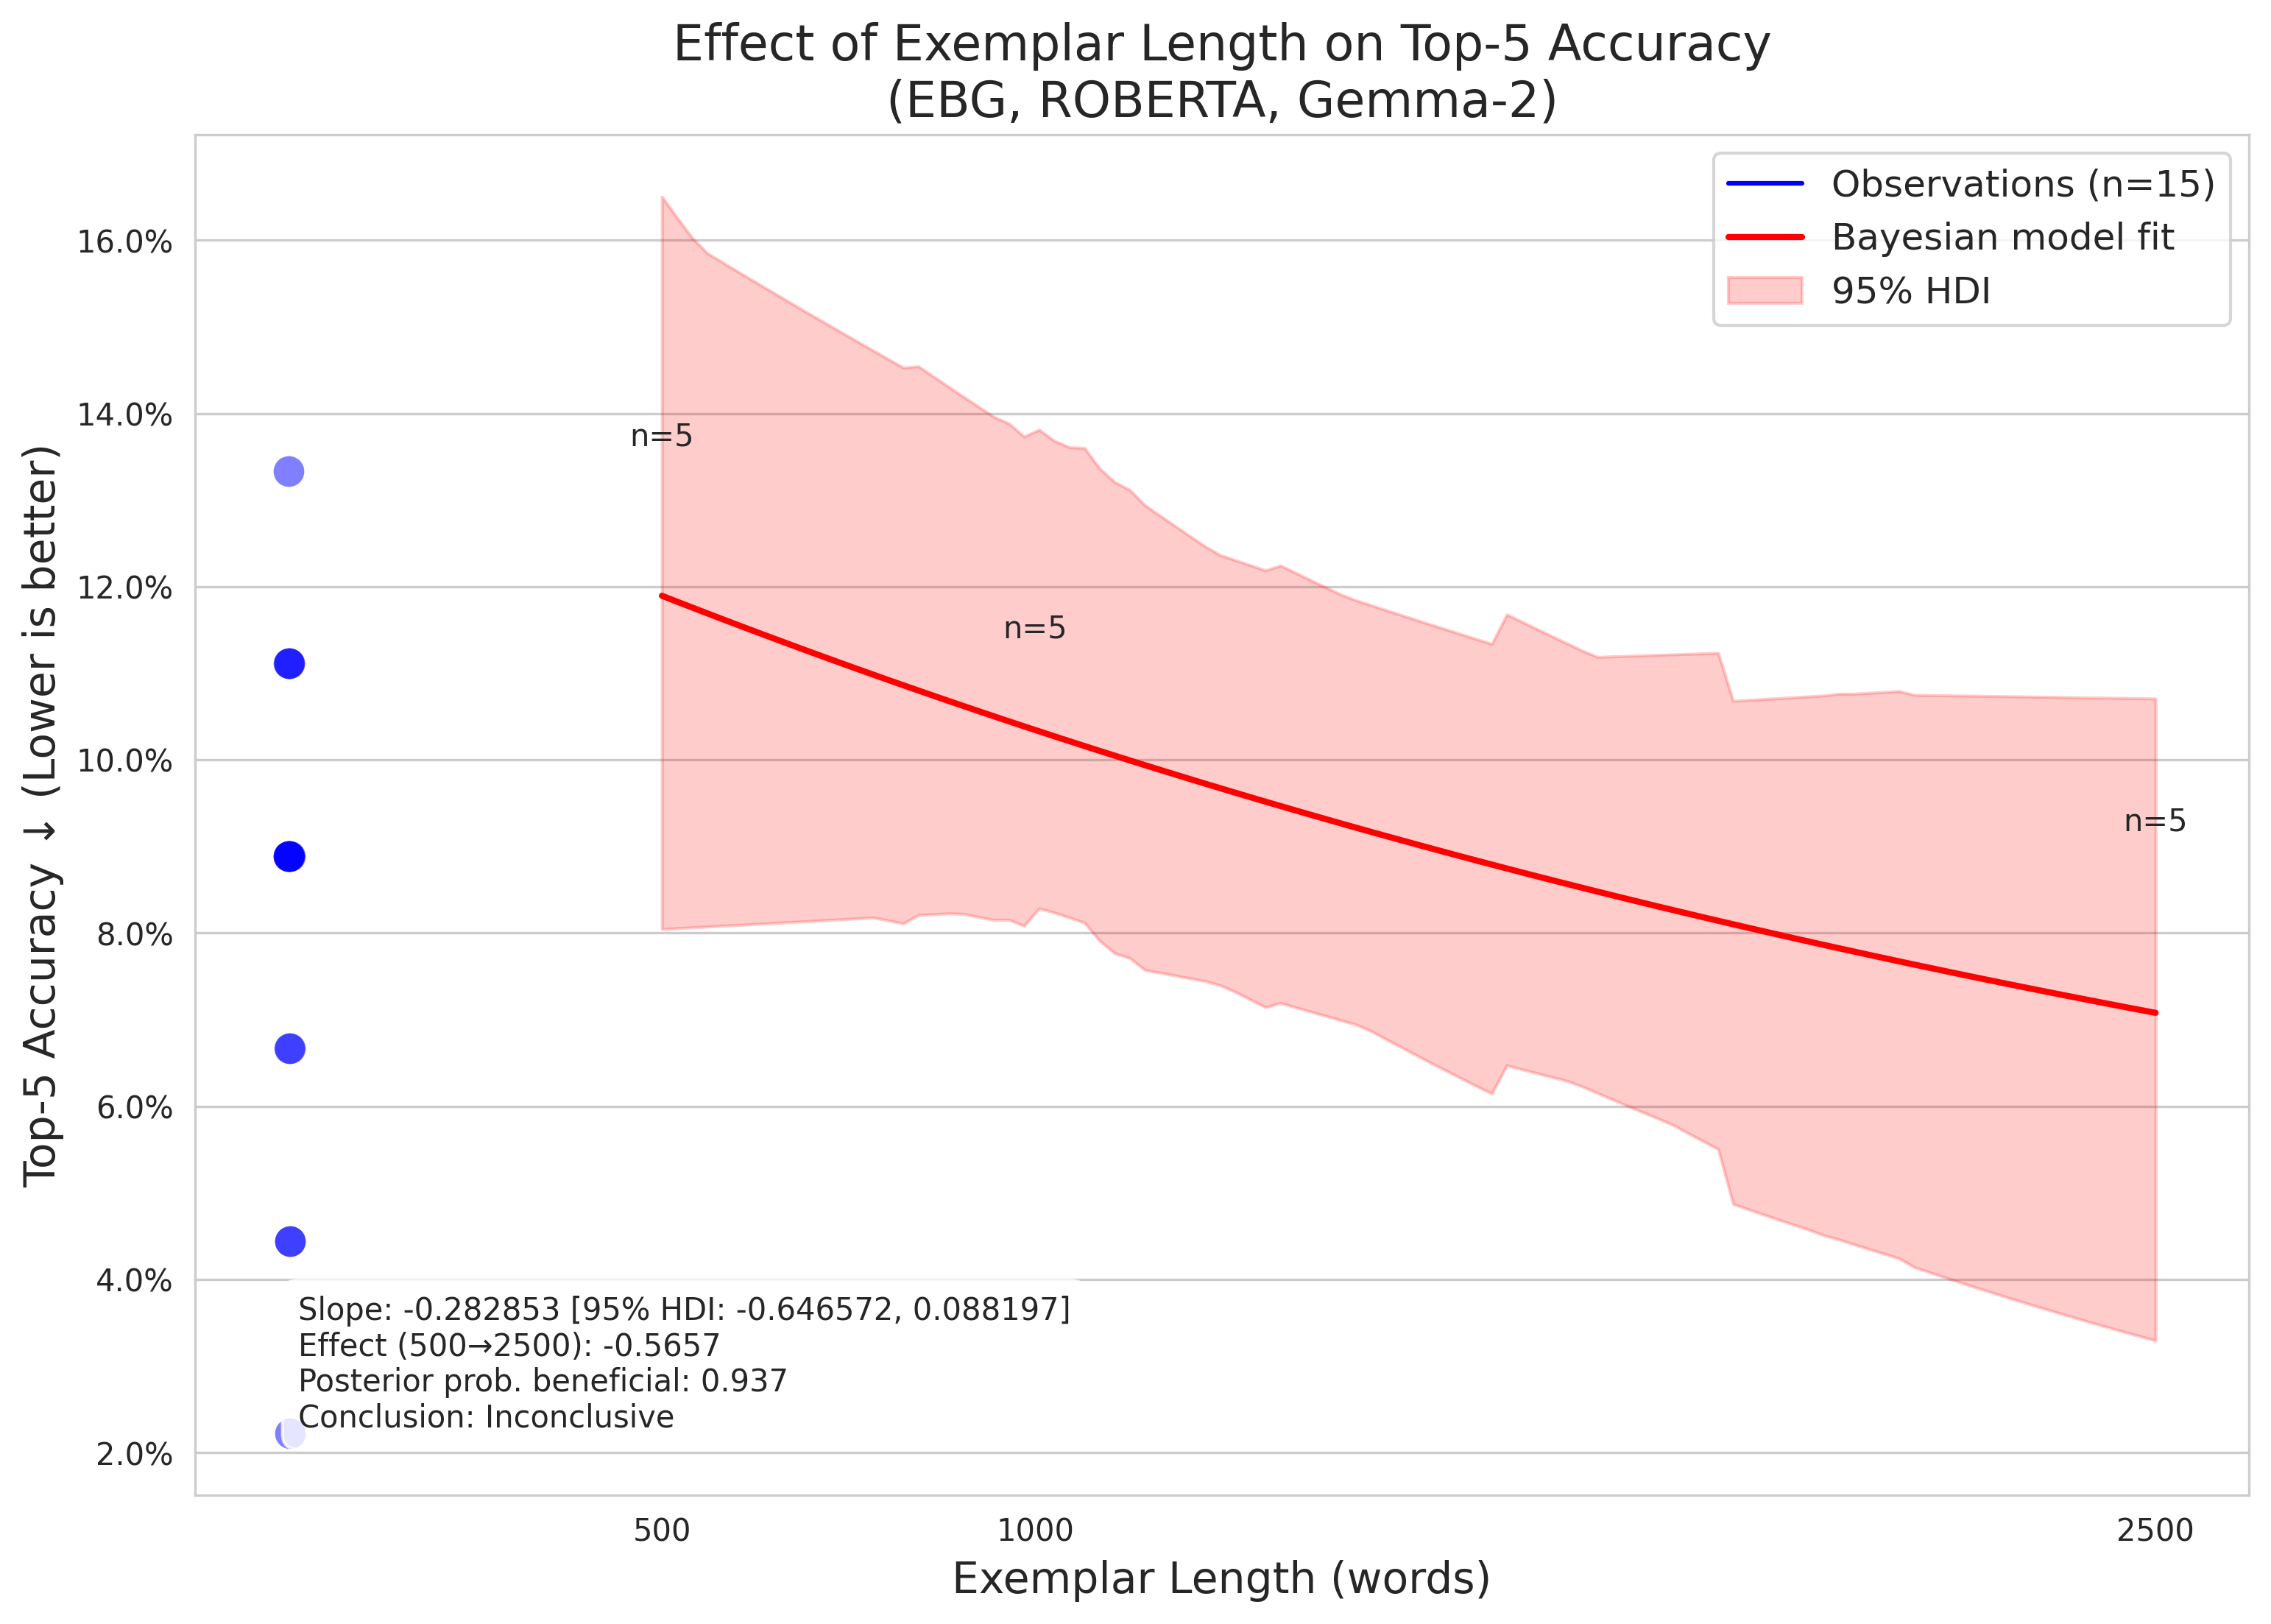 Effect of Exemplar Length on Top-5 Accuracy
(EBG, ROBERTA, Gemma-2)
Observations (n=15)
Bayesian model fit
95% HDI
Top-5 Accuracy ↓ (Lower is better)
16.0%
14.0%
12.0%
10.0%
8.0%
6.0%
4.0%
2.0%
n=5
n=5
n=5
Slope: -0.282853 [95% HDI: -0.646572, 0.088197]
Effect (500→2500): -0.5657
Posterior prob. beneficial: 0.937
Conclusion: Inconclusive
500
1000
2500
Exemplar Length (words)